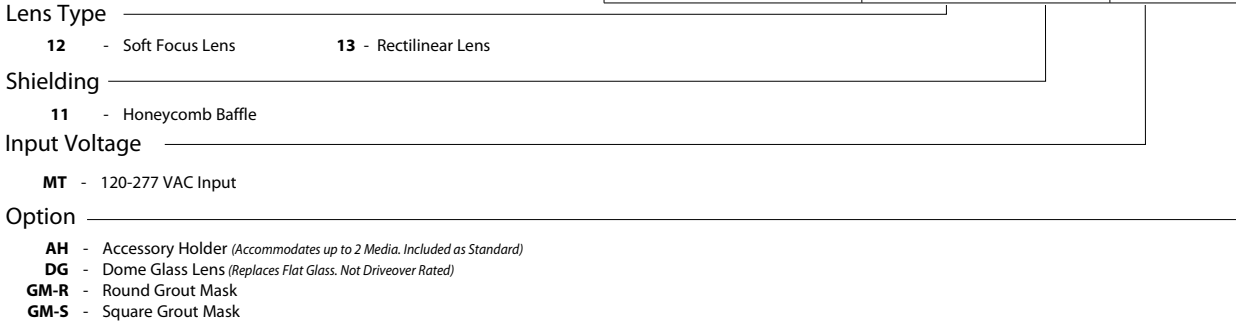 Lens Type
12 - Soft Focus Lens 13 - Rectilinear Lens
Shielding
11 - Honeycomb Baffle
Input Voltage
MT - 120-277 VAC Input
Option
AH - Accessory Holder (Accommodates up to 2 Media. Included as Standard)
DG - Dome Glass Lens (Replaces Flat Glass. Not Driveover Rated)
GM-R - Round Grout Mask
GM-S - Square Grout Mask